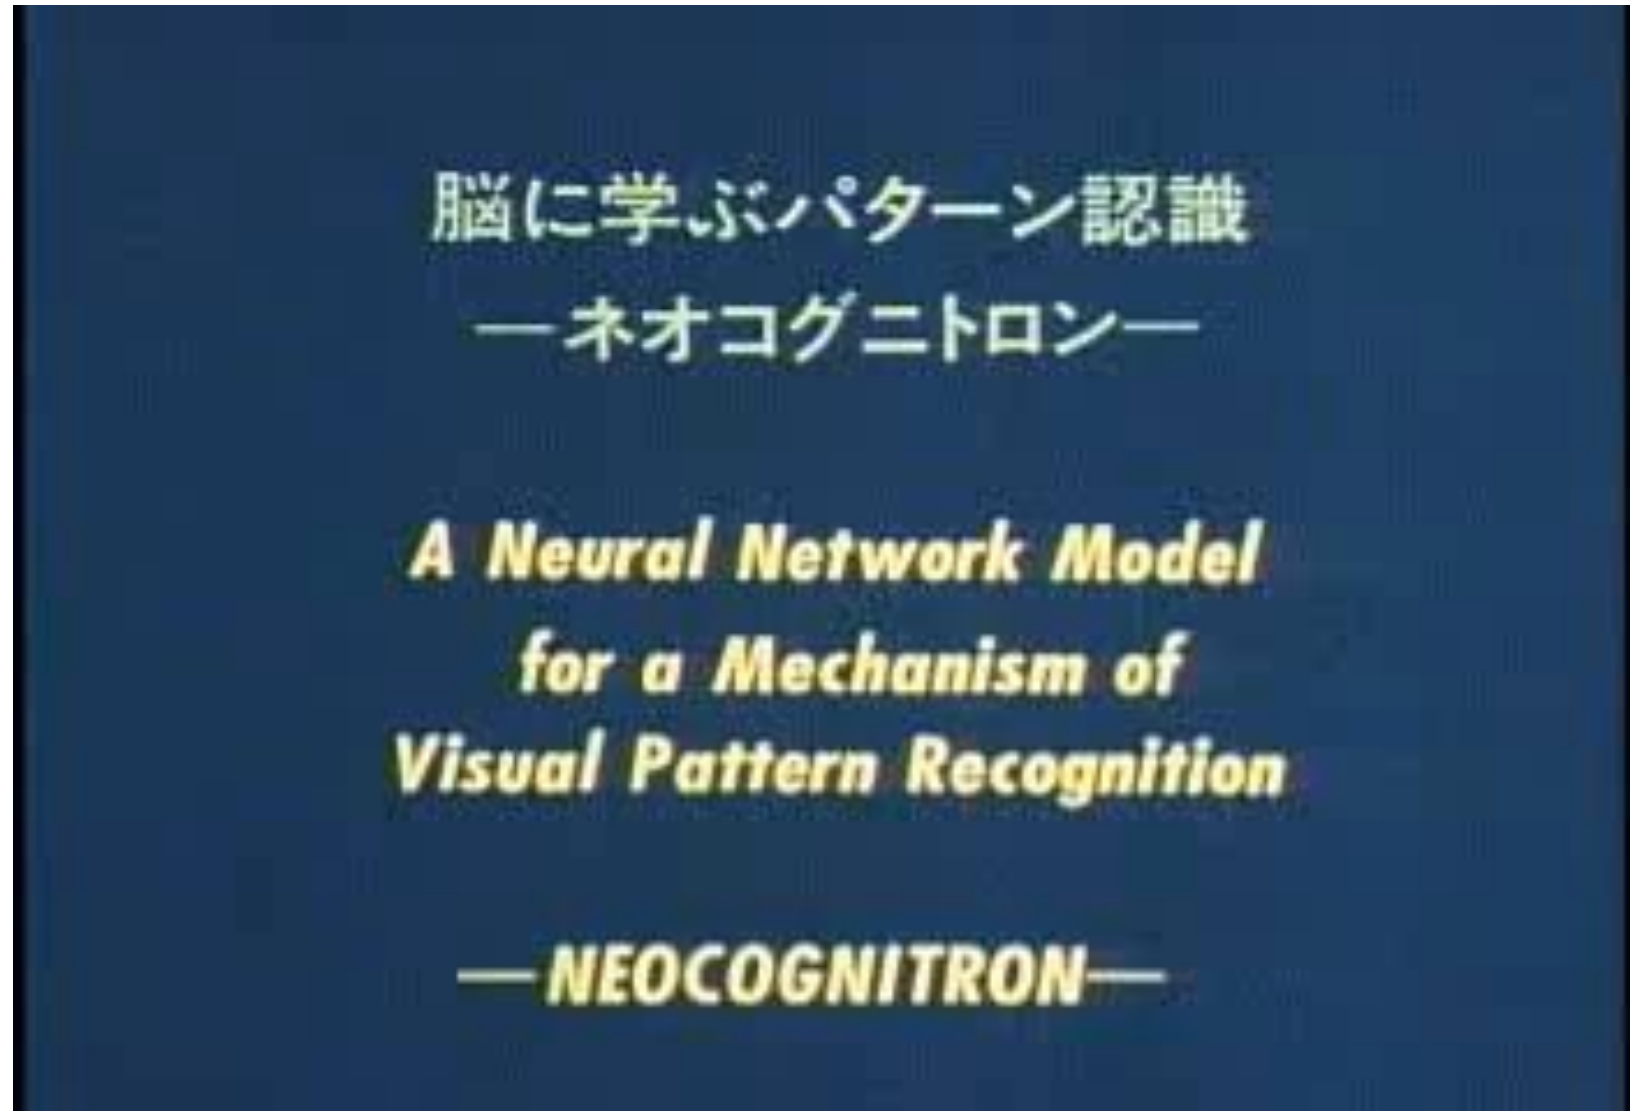 脳に学ぶパターン認識
—ネオコグニトロン—
A Neural Network Model
for a Mechanism of
Visual Pattern Recognition
—NEOCOGNITRON—